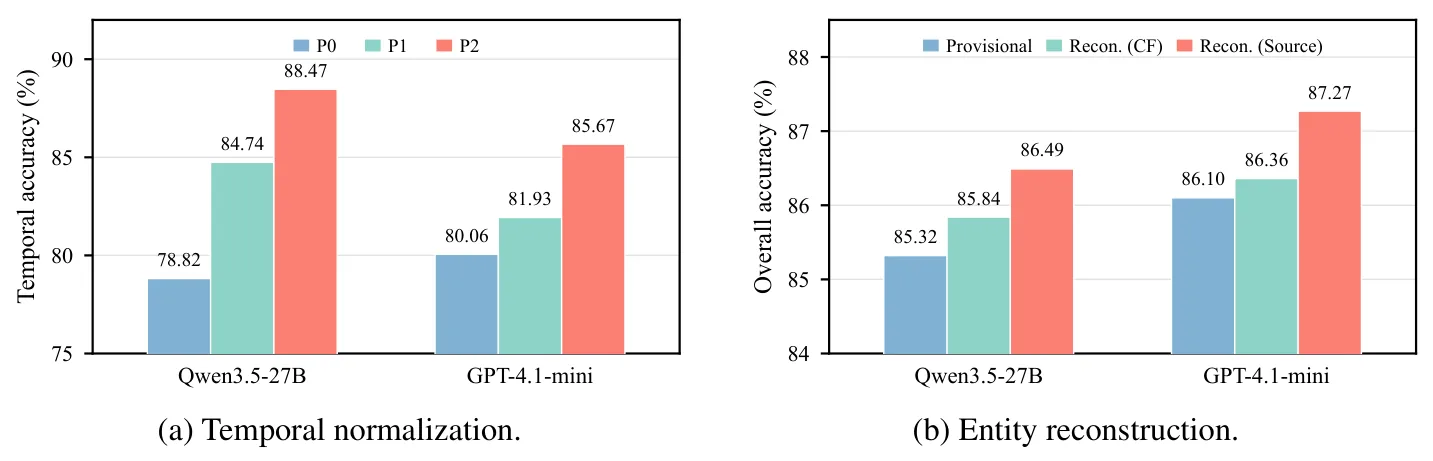 P0 P1 P2
Temporal accuracy (%)
90
85
80
75
78.82
84.74
88.47
80.06
81.93
85.67
Qwen3.5-27B GPT-4.1-mini
(a) Temporal normalization.
Provisional Recon. (CF) Recon. (Source)
Overall accuracy (%)
88
87
86
85
84
85.32
85.84
86.49
86.10
86.36
87.27
Qwen3.5-27B GPT-4.1-mini
(b) Entity reconstruction.